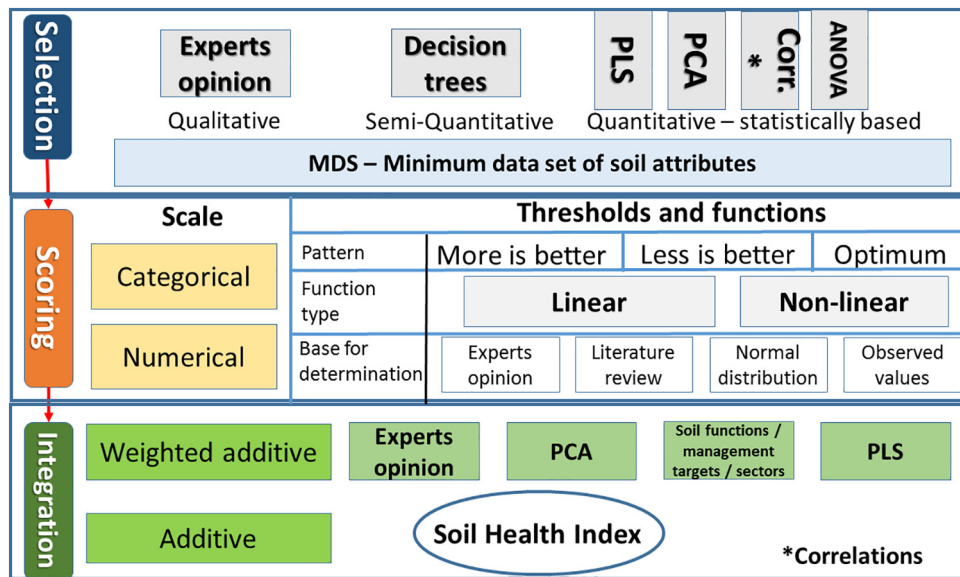 Selection
Experts
opinion
Decision
trees
PLS
PCA
Corr.
*
ANOVA
Qualitative
Semi-Quantitative
Quantitative – statistically based
MDS – Minimum data set of soil attributes
Scoring
Scale
Thresholds and functions
Categorical
Numerical
Pattern
More is better
Less is better
Optimum
Function
type
Linear
Non-linear
Base for
determination
Experts
opinion
Literature
review
Normal
distribution
Observed
values
Integration
Weighted additive
Experts
opinion
PCA
Soil functions /
management
targets / sectors
PLS
Additive
Soil Health Index
*Correlations